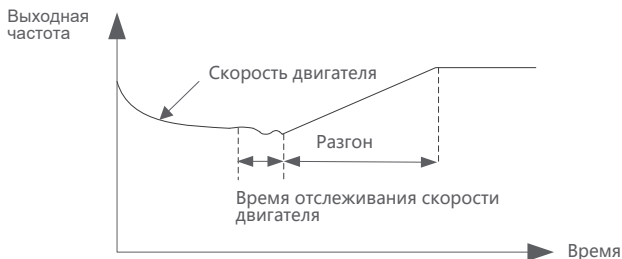 Выходная
частота
Скорость двигателя
Разгон
Время отслеживания скорости
двигателя
Время